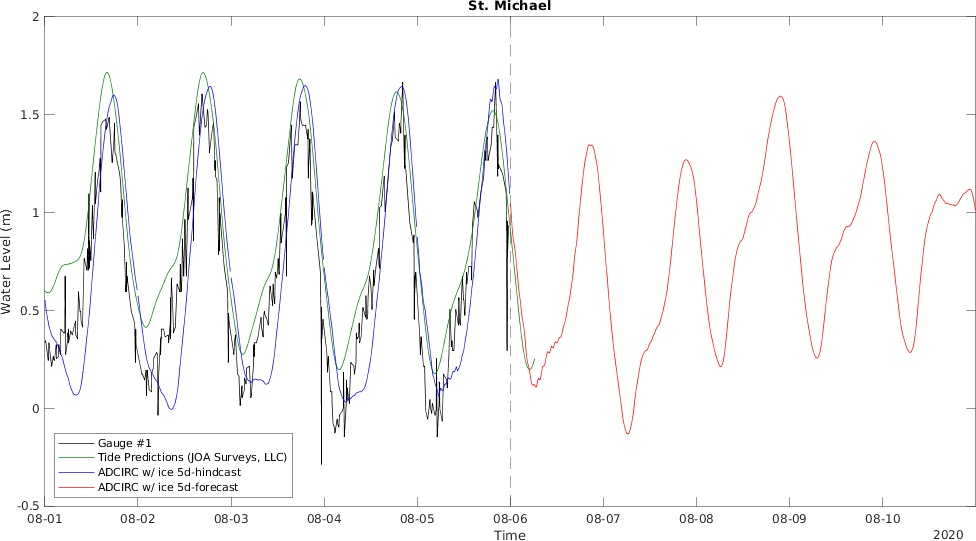 St. Michael
2
1.5
1
0.5
0
-0.5
Water Level (m)
Gauge #1
Tide Predictions (JOA Surveys, LLC)
ADCIRC w/ ice 5d-hindcast
ADCIRC w/ ice 5d-forecast
08-01 08-02 08-03 08-04 08-05 08-06 08-07 08-08 08-09 08-10
Time
2020